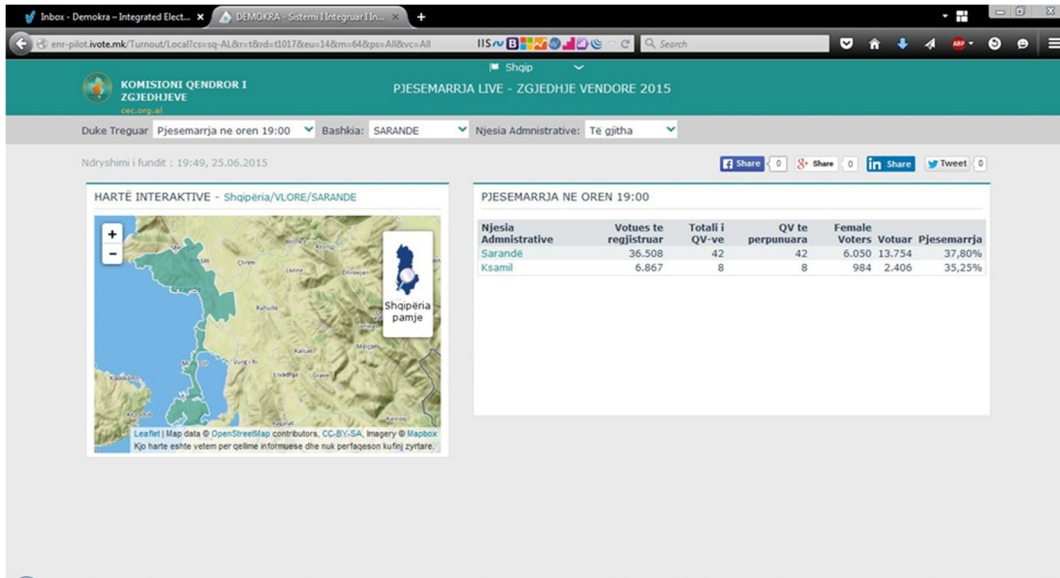 Inbox - Demokra – Integrated Elect...
DEMOKRA - Sistemi I Integruar I In...
enr-pilot.ivote.mk/Turnout/Local?cs=sq-AL&r=t&rd=t1017&eu=14&m=64&ps=All&vc=All
IIS
Search
ABP
Shqip
KOMISIONI QENDROR I
ZGJEDHJEVE
cec.org.al
PJESEMARRJA LIVE - ZGJEDHJE VENDORE 2015
Duke Treguar Pjesemarrja ne oren 19:00 Bashkia: SARANDE Njesia Admnistrative: Të gjitha
Ndryshimi i fundit : 19:49, 25.06.2015
Share 0 Share 0 Share Tweet 0
HARTË INTERAKTIVE - Shqipëria/VLORE/SARANDE
+
-
Shqipëria
pamje
Leaflet | Map data © OpenStreetMap contributors, CC-BY-SA, Imagery © Mapbox
Kjo harte eshte vetem per qellime informuese dhe nuk perfaqeson kufinj zyrtare.
PJESEMARRJA NE OREN 19:00
Njesia Admnistrative Votues te regjistruar Totali i QV-ve QV te perpunuara Female Voters Votuar Pjesemarrja
Sarandë 36.508 42 42 6.050 13.754 37,80%
Ksamil 6.867 8 8 984 2.406 35,25%